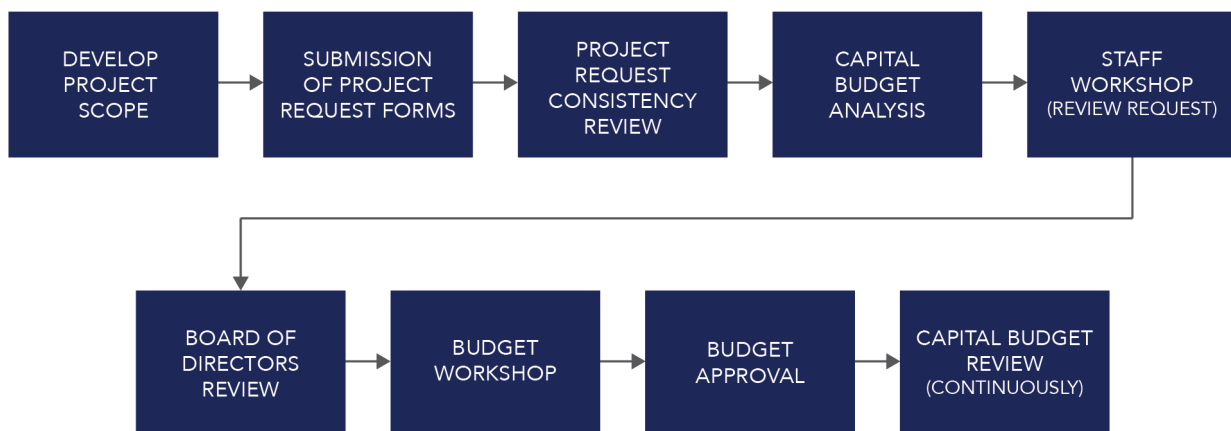 DEVELOP
PROJECT
SCOPE
SUBMISSION
OF PROJECT
REQUEST FORMS
PROJECT
REQUEST
CONSISTENCY
REVIEW
CAPITAL
BUDGET
ANALYSIS
STAFF
WORKSHOP
(REVIEW REQUEST)
BOARD OF
DIRECTORS
REVIEW
BUDGET
WORKSHOP
BUDGET
APPROVAL
CAPITAL BUDGET
REVIEW
(CONTINUOUSLY)